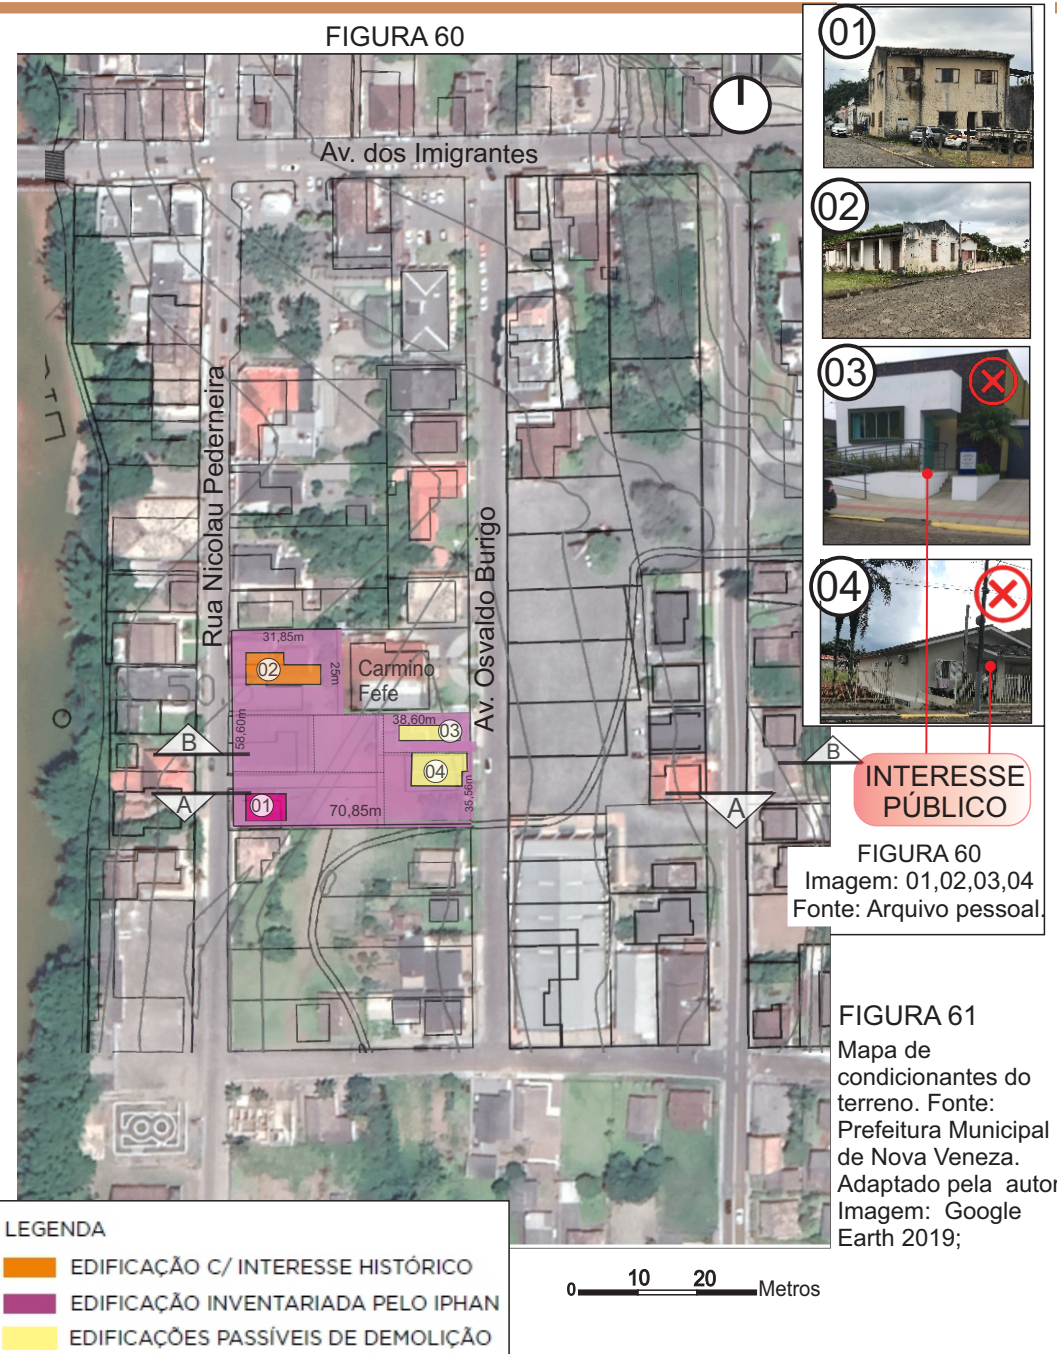 FIGURA 60
01
Av. dos Imigrantes
02
03
Rua Nicolau Pederneira
04
Av. Osvaldo Burigo
31,85m
02
25m
Carmino
Fefe
38,60m
03
58,60m
B
04
B
INTERESSE
PÚBLICO
A
01
70,85m
35,56m
A
FIGURA 60
Imagem: 01,02,03,04
Fonte: Arquivo pessoal.
FIGURA 61
Mapa de
condicionantes do
terreno. Fonte:
Prefeitura Municipal
de Nova Veneza.
Adaptado pela autor
Imagem: Google
Earth 2019;
LEGENDA
EDIFICAÇÃO C/ INTERESSE HISTÓRICO
EDIFICAÇÃO INVENTARIADA PELO IPHAN
EDIFICAÇÕES PASSÍVEIS DE DEMOLIÇÃO
0 10 20 Metros